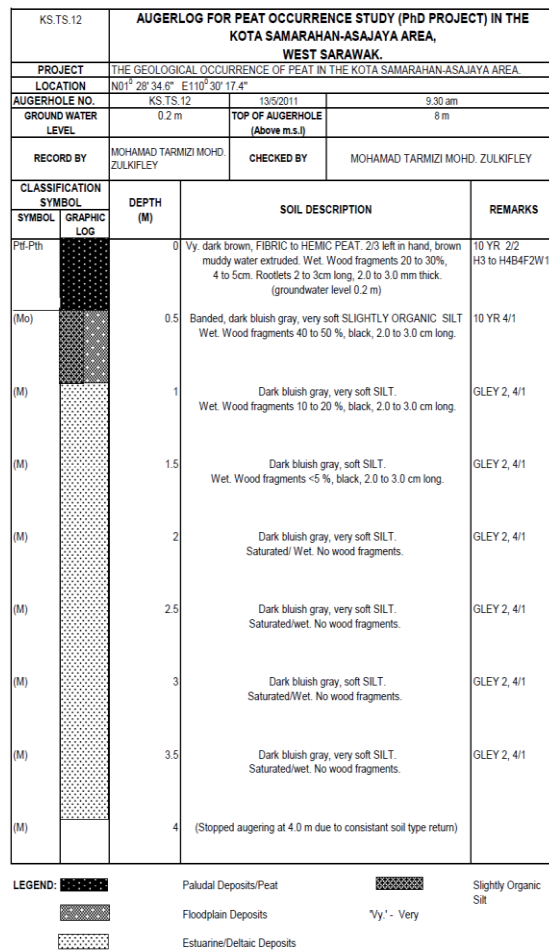 KS.TS.12
AUGERLOG FOR PEAT OCCURRENCE STUDY (PhD PROJECT) IN THE
KOTA SAMARAHAN-ASAJAYA AREA,
WEST SARAWAK.
PROJECT THE GEOLOGICAL OCCURRENCE OF PEAT IN THE KOTA SAMARAHAN-ASAJAYA AREA.
LOCATION N01⁰ 28' 34.6" E110⁰ 30' 17.4"
AUGERHOLE NO. KS.TS.12 13/5/2011 9.30 am
GROUND WATER LEVEL 0.2 m TOP OF AUGERHOLE (Above m.s.l) 8 m
RECORD BY MOHAMAD TARMIZI MOHD. ZULKIFLEY CHECKED BY MOHAMAD TARMIZI MOHD. ZULKIFLEY
CLASSIFICATION SYMBOL
SYMBOL GRAPHIC LOG DEPTH (M) SOIL DESCRIPTION REMARKS
Ptf-Pth 0 Vy. dark brown, FIBRIC to HEMIC PEAT. 2/3 left in hand, brown 10 YR 2/2
muddy water extruded. Wet. Wood fragments 20 to 30%, H3 to H4B4F2W1
4 to 5cm. Rootlets 2 to 3cm long, 2.0 to 3.0 mm thick.
(groundwater level 0.2 m)
(Mo) 0.5 Banded, dark bluish gray, very soft SLIGHTLY ORGANIC SILT 10 YR 4/1
Wet. Wood fragments 40 to 50 %, black, 2.0 to 3.0 cm long.
(M) 1 Dark bluish gray, very soft SILT. GLEY 2, 4/1
Wet. Wood fragments 10 to 20 %, black, 2.0 to 3.0 cm long.
(M) 1.5 Dark bluish gray, soft SILT. GLEY 2, 4/1
Wet. Wood fragments <5 %, black, 2.0 to 3.0 cm long.
(M) 2 Dark bluish gray, very soft SILT. GLEY 2, 4/1
Saturated/ Wet. No wood fragments.
(M) 2.5 Dark bluish gray, very soft SILT. GLEY 2, 4/1
Saturated/wet. No wood fragments.
(M) 3 Dark bluish gray, soft SILT. GLEY 2, 4/1
Saturated/Wet. No wood fragments.
(M) 3.5 Dark bluish gray, very soft SILT. GLEY 2, 4/1
Saturated/wet. No wood fragments.
(M) 4 (Stopped augering at 4.0 m due to consistant soil type return)
LEGEND: Paludal Deposits/Peat Slightly Organic Silt
Floodplain Deposits 'Vy.' - Very
Estuarine/Deltaic Deposits